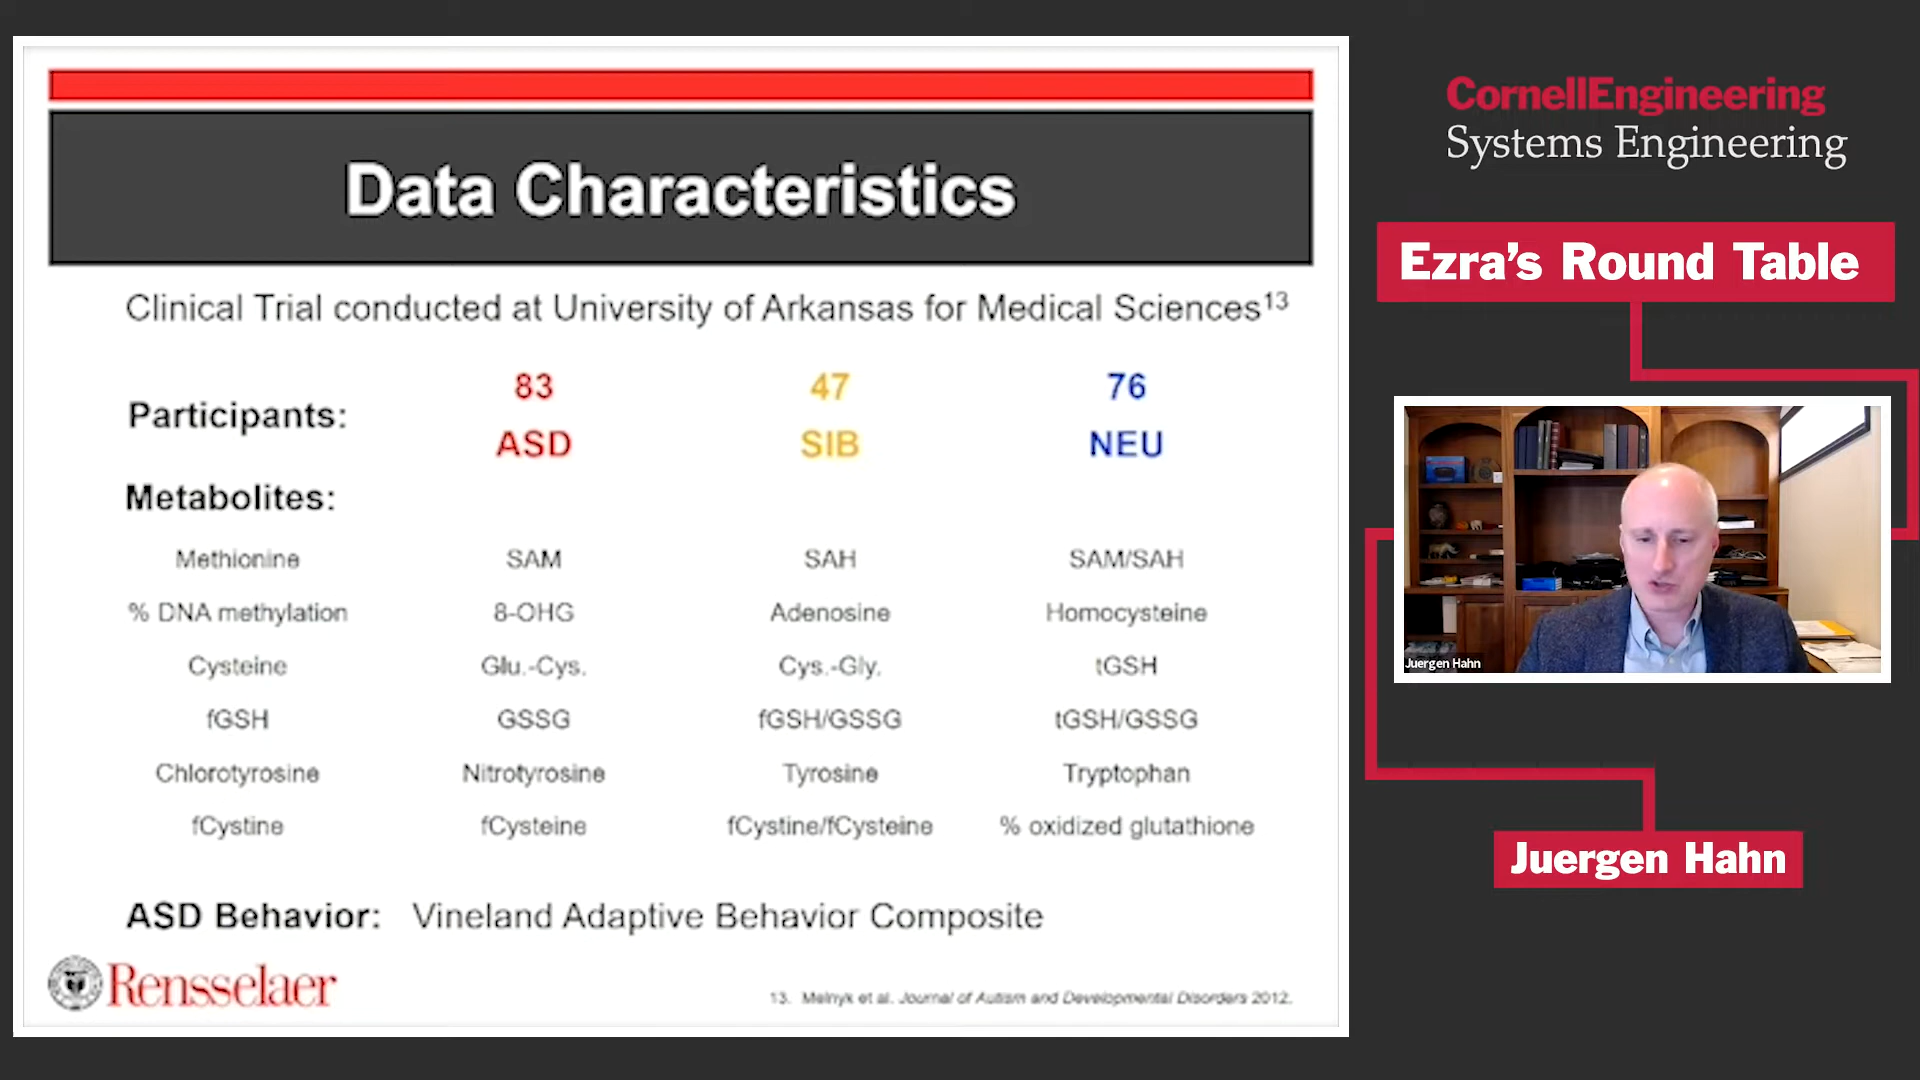 Data Characteristics
Clinical Trial conducted at University of Arkansas for Medical Sciences13
Participants:
83 47 76
ASD SIB NEU
Metabolites:
Methionine SAM SAH SAM/SAH
% DNA methylation 8-OHG Adenosine Homocysteine
Cysteine Glu.-Cys. Cys.-Gly. tGSH
fGSH GSSG fGSH/GSSG tGSH/GSSG
Chlorotyrosine Nitrotyrosine Tyrosine Tryptophan
fCystine fCysteine fCystine/fCysteine % oxidized glutathione
ASD Behavior: Vineland Adaptive Behavior Composite
Rensselaer
13. Melnyk et al. Journal of Autism and Developmental Disorders 2012.
CornellEngineering
Systems Engineering
Ezra's Round Table
Juergen Hahn
Juergen Hahn